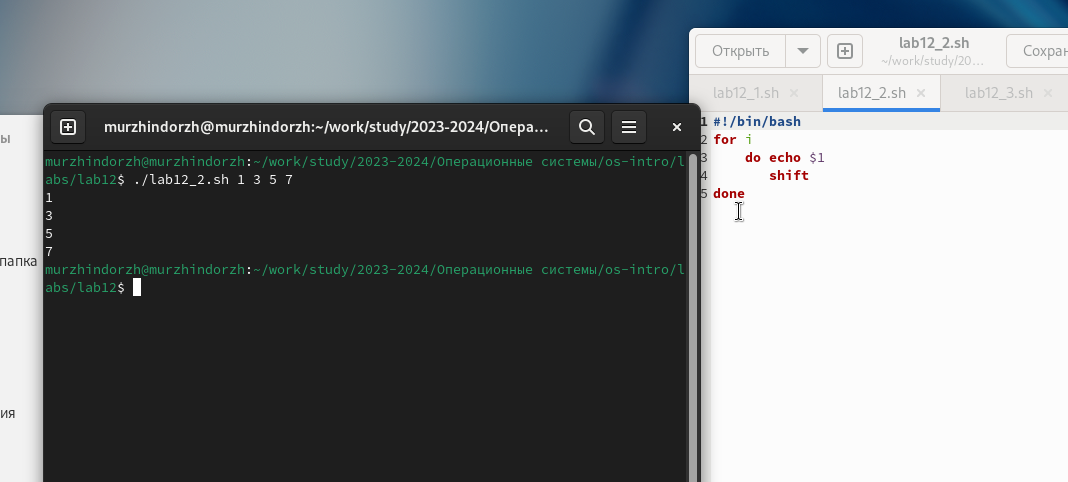 ы
папка
ия
murzhindorzh@murzhindorzh:~/work/study/2023-2024/Опера...
murzhindorzh@murzhindorzh:~/work/study/2023-2024/Операционные системы/os-intro/l
abs/lab12$ ./lab12_2.sh 1 3 5 7
1
3
5
7
murzhindorzh@murzhindorzh:~/work/study/2023-2024/Операционные системы/os-intro/l
abs/lab12$
Открыть
lab12_2.sh
~/work/study/20...
Сохран
lab12_1.sh
lab12_2.sh
lab12_3.sh
1 #!/bin/bash
2 for i
3     do echo $1
4        shift
5 done